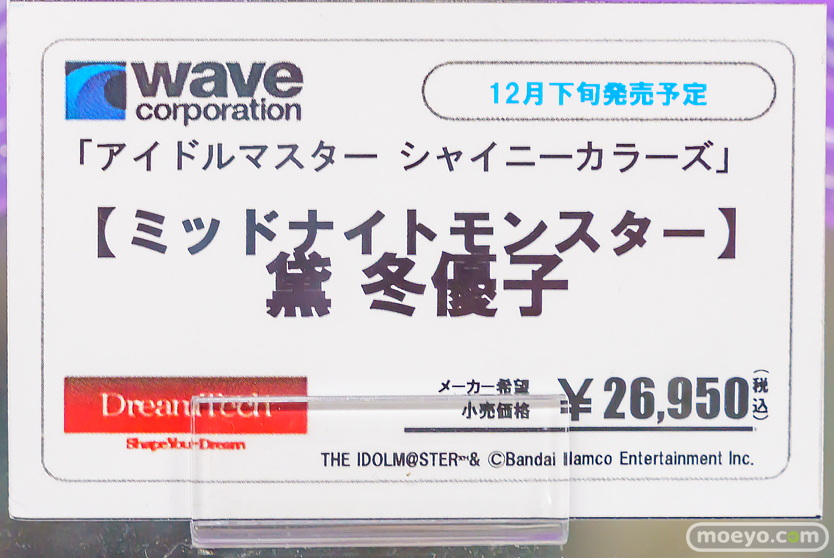 wave
corporation
12月下旬発売予定
「アイドルマスター シャイニーカラーズ」
【ミッドナイトモンスター】
黛 冬優子
DreamTech
Shape Your Dream
メーカー希望
小売価格
¥26,950
(税込)
THE IDOLM@STER™& ©Bandai Namco Entertainment Inc.
moeyo.com